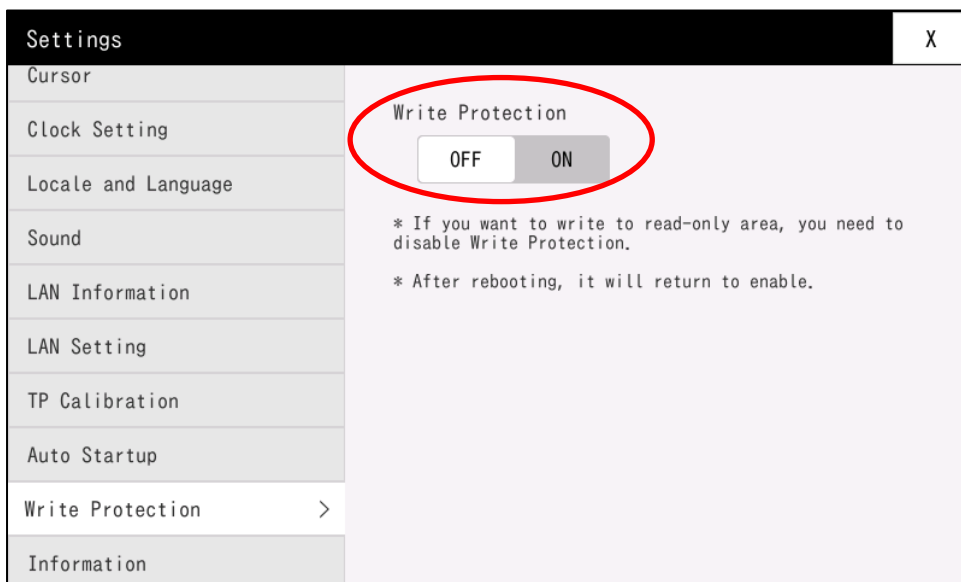 Settings
X
Cursor
Clock Setting
Locale and Language
Sound
LAN Information
LAN Setting
TP Calibration
Auto Startup
Write Protection >
Information
Write Protection
OFF ON
* If you want to write to read-only area, you need to
disable Write Protection.
* After rebooting, it will return to enable.